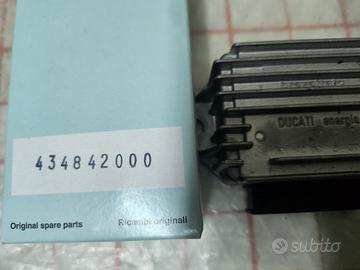 434842000
Original spare parts
Ricambi originali
DUCATI energia
subito